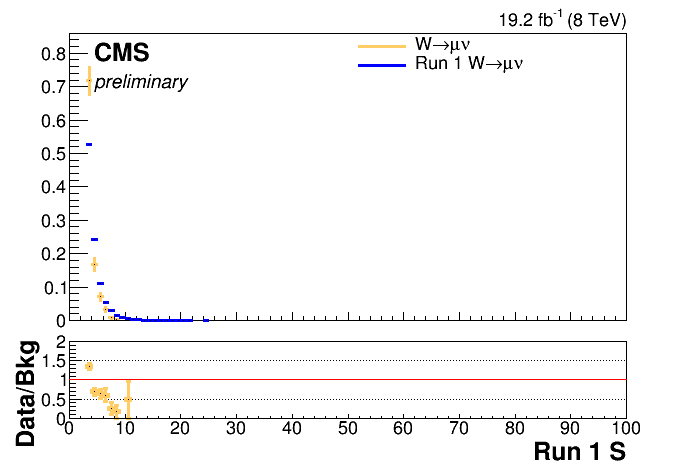 19.2 fb⁻¹ (8 TeV)
CMS
preliminary
W→μν
Run 1 W→μν
0.8
0.7
0.6
0.5
0.4
0.3
0.2
0.1
0
Data/Bkg
2
1.5
1
0.5
0
0 10 20 30 40 50 60 70 80 90 100
Run 1 S